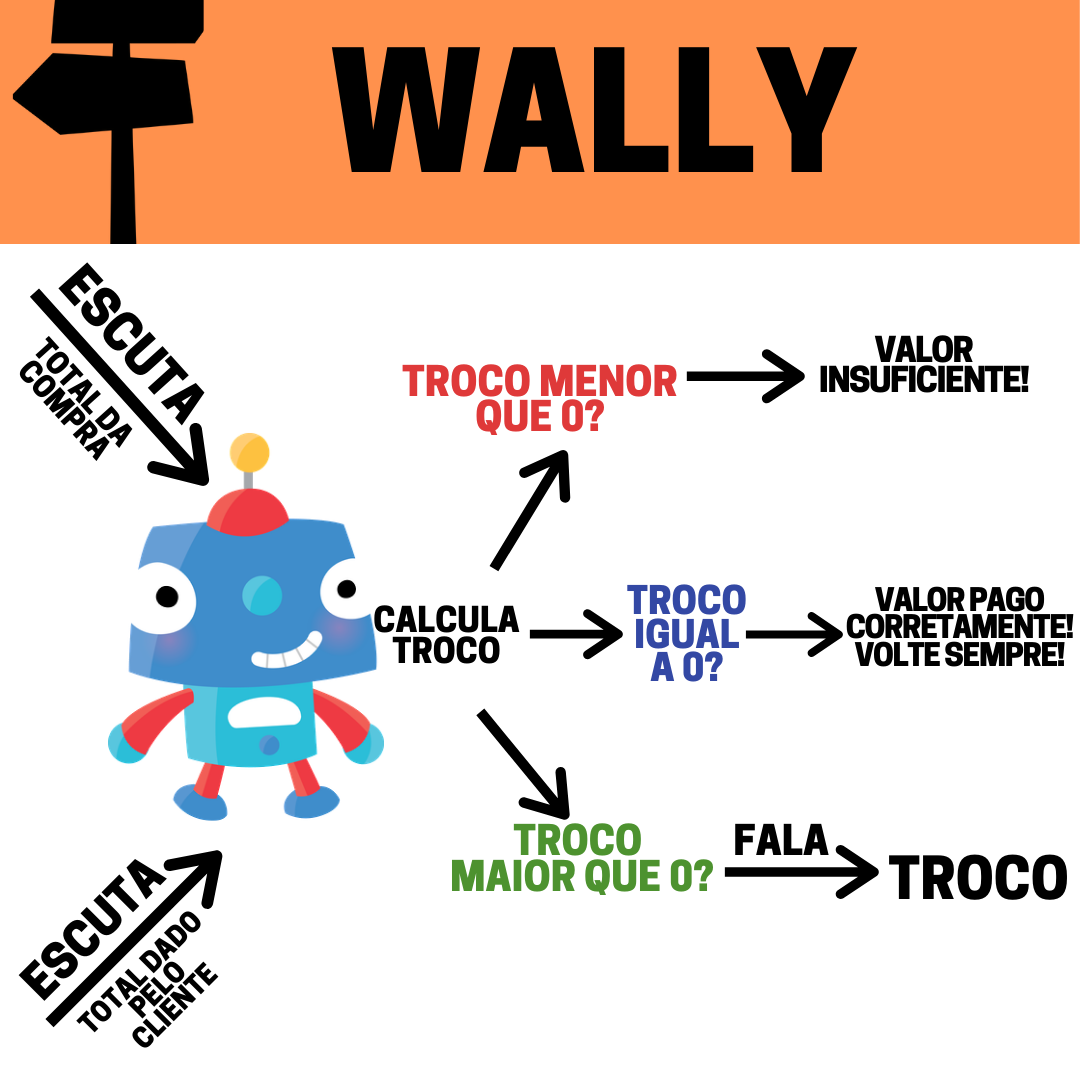 WALLY
ESCUTA
TOTAL DA
COMPRA
TROCO MENOR
QUE 0?
VALOR
INSUFICIENTE!
CALCULA
TROCO
TROCO
IGUAL
A 0?
VALOR PAGO
CORRETAMENTE!
VOLTE SEMPRE!
TROCO
MAIOR QUE 0?
FALA
TROCO
ESCUTA
TOTAL DADO
PELO
CLIENTE